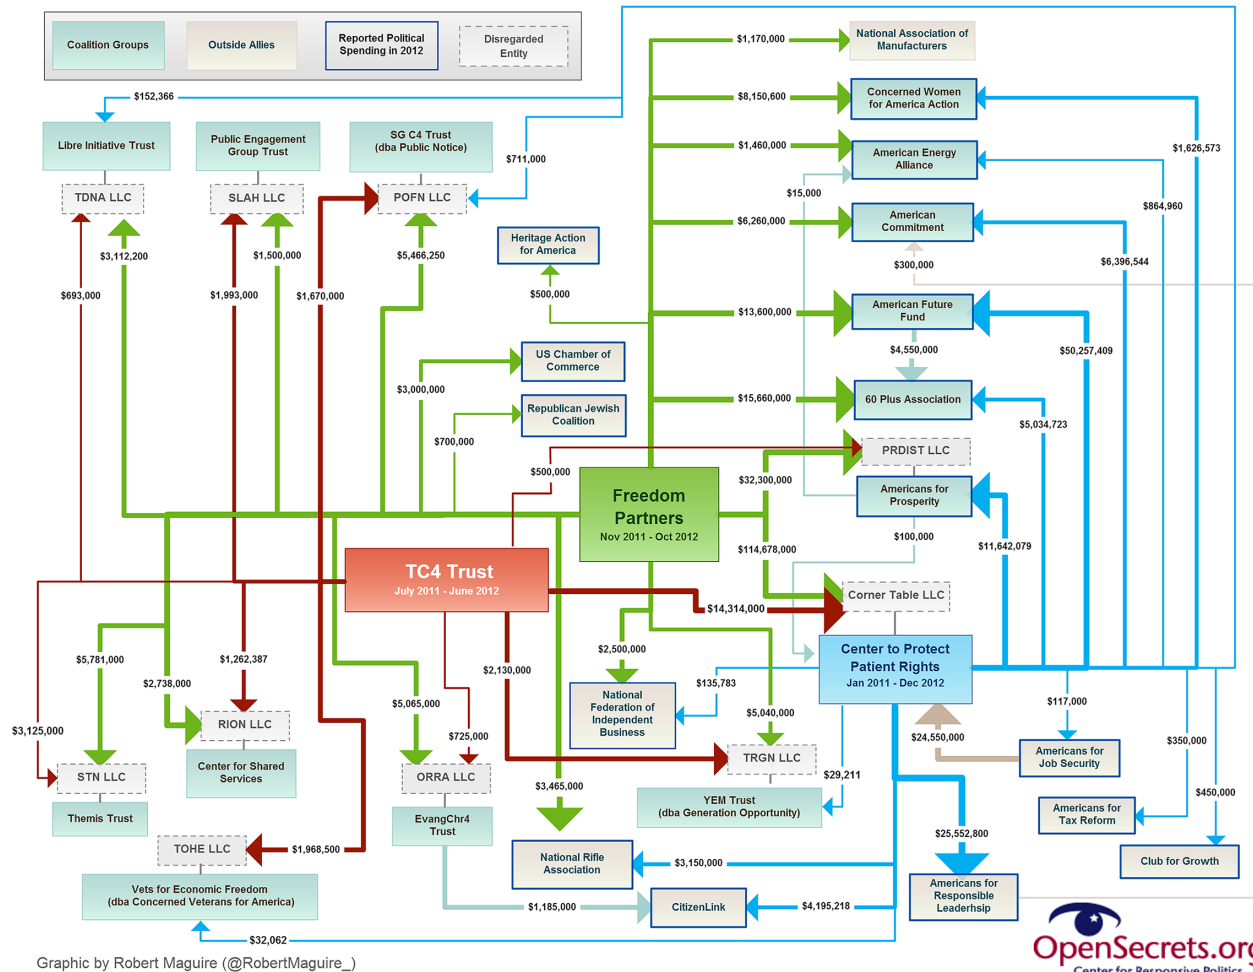 Coalition Groups
Outside Allies
Reported Political
Spending in 2012
Disregarded
Entity
$1,170,000
National Association of
Manufacturers
$152,366
$8,150,600
Concerned Women
for America Action
Libre Initiative Trust
Public Engagement
Group Trust
SG C4 Trust
(dba Public Notice)
$711,000
$1,460,000
American Energy
Alliance
$1,626,573
TDNA LLC
SLAH LLC
POFN LLC
$15,000
$864,960
$6,260,000
American
Commitment
$3,112,200
$1,500,000
$5,466,250
Heritage Action
for America
$300,000
$6,396,544
$693,000
$1,993,000
$1,670,000
$500,000
$13,600,000
American Future
Fund
$4,550,000
$50,257,409
US Chamber of
Commerce
$3,000,000
$15,660,000
60 Plus Association
Republican Jewish
Coalition
$5,034,723
$700,000
$500,000
PRDIST LLC
$32,300,000
Freedom
Partners
Nov 2011 - Oct 2012
Americans for
Prosperity
$100,000
$114,678,000
$11,642,079
TC4 Trust
July 2011 - June 2012
Corner Table LLC
$14,314,000
$5,781,000
$1,262,387
$2,130,000
$2,500,000
Center to Protect
Patient Rights
Jan 2011 - Dec 2012
$2,738,000
$135,783
$5,065,000
National
Federation of
Independent
Business
$5,040,000
$117,000
$3,125,000
RION LLC
$725,000
$24,550,000
$350,000
Center for Shared
Services
STN LLC
ORRA LLC
TRGN LLC
$29,211
Americans for
Job Security
$3,465,000
$450,000
Themis Trust
EvangChr4
Trust
YEM Trust
(dba Generation Opportunity)
Americans for
Tax Reform
$25,552,800
TOHE LLC
$1,968,500
National Rifle
Association
$3,150,000
Club for Growth
Vets for Economic Freedom
(dba Concerned Veterans for America)
$1,185,000
CitizenLink
$4,195,218
Americans for
Responsible
Leaderhsip
$32,062
OpenSecrets.org
Center for Responsive Politics
Graphic by Robert Maguire (@RobertMaguire_)